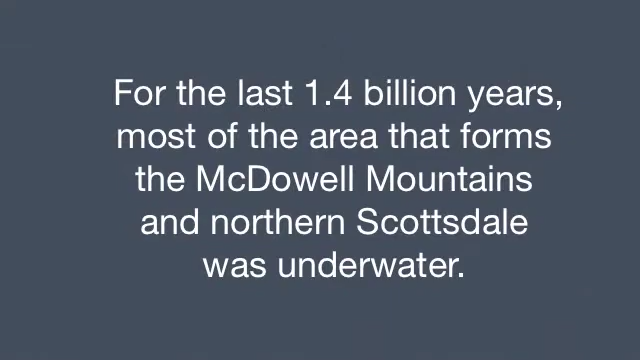 For the last 1.4 billion years,
most of the area that forms
the McDowell Mountains
and northern Scottsdale
was underwater.